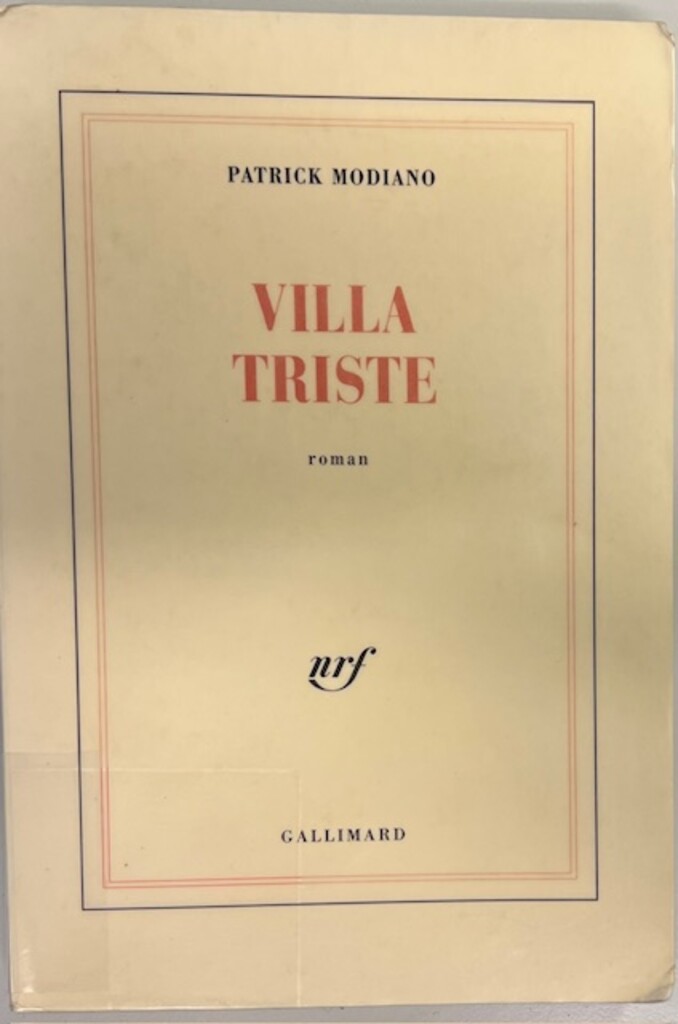 PATRICK MODIANO
VILLA
TRISTE
roman
nrf
GALLIMARD